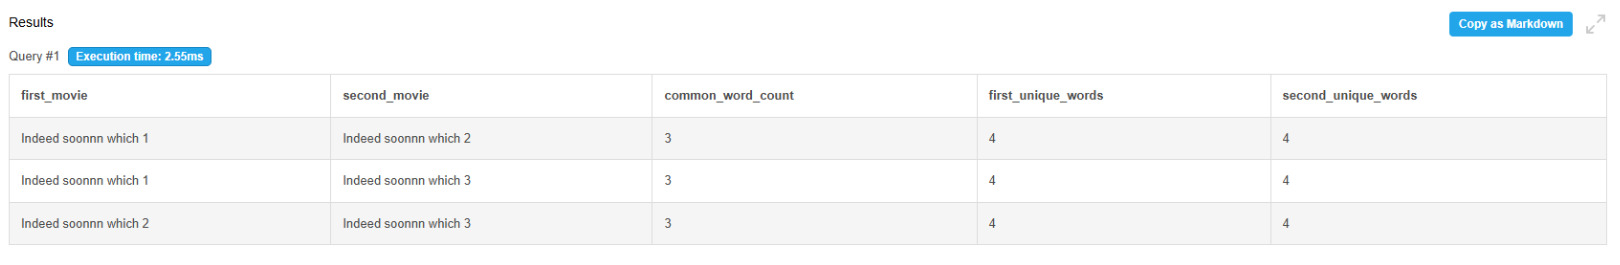 Results
Copy as Markdown
Query #1 Execution time: 2.55ms
first_movie second_movie common_word_count first_unique_words second_unique_words
Indeed soonnn which 1 Indeed soonnn which 2 3 4 4
Indeed soonnn which 1 Indeed soonnn which 3 3 4 4
Indeed soonnn which 2 Indeed soonnn which 3 3 4 4